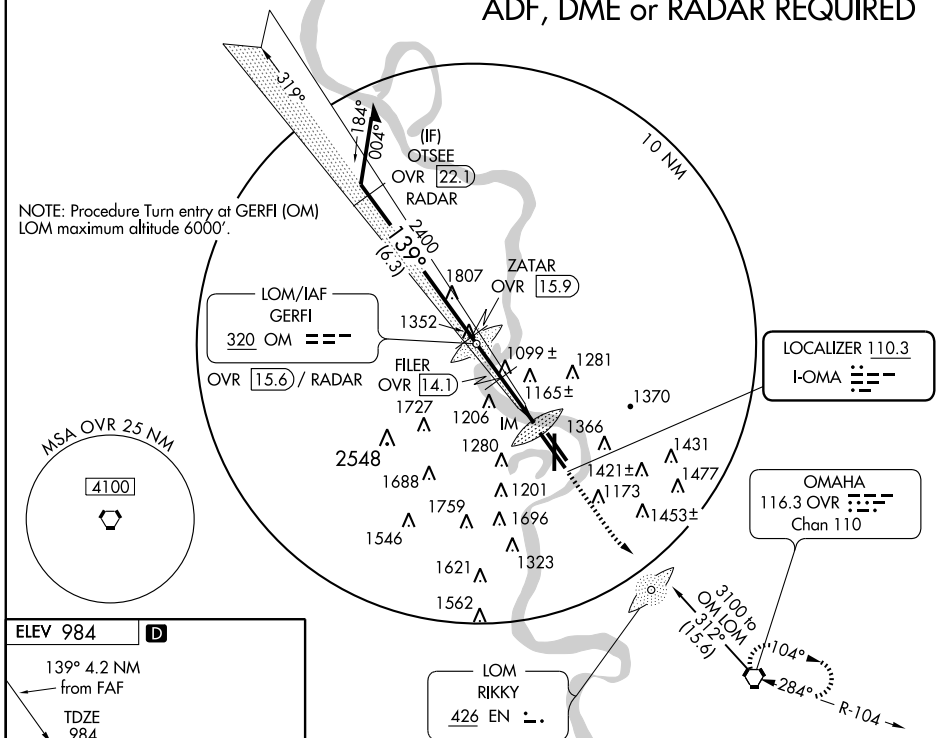 ADF, DME or RADAR REQUIRED
319°
184°
004°
(IF)
OTSEE
OVR 22.1
RADAR
10 NM
NOTE: Procedure Turn entry at GERFI (OM)
LOM maximum altitude 6000'.
2400
139°
(6.3)
1807
ZATAR
OVR 15.9
LOM/IAF
GERFI
320 OM
1352
OVR 15.6 / RADAR
FILER
OVR 14.1
1099 ±
1281
1165±
LOCALIZER 110.3
I-OMA
1370
1727
1206
IM
1366
MSA OVR 25 NM
4100
2548
1280
1431
1688
1421±
1477
1201
1173
OMAHA
116.3 OVR
Chan 110
1759
1696
1453±
1546
1323
1621
1562
3100 to
OM LOM
312°
(15.6)
104°
284°
R-104
ELEV 984 D
139° 4.2 NM
from FAF
TDZE
984
LOM
RIKKY
426 EN